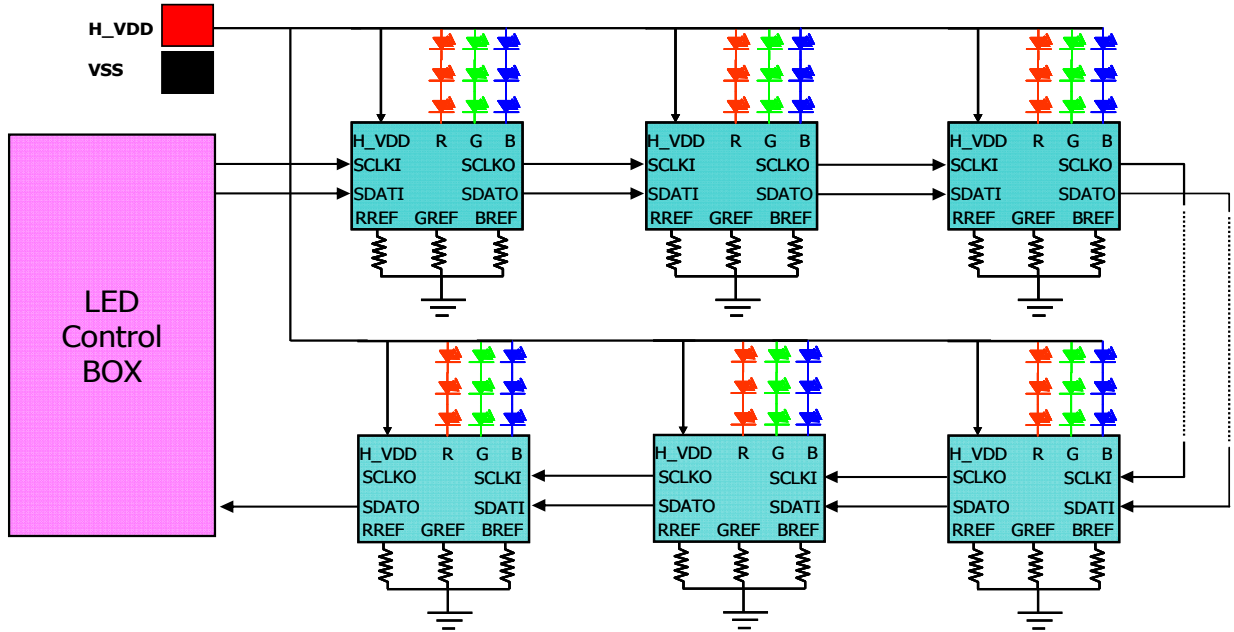 H_VDD
VSS
LED
Control
BOX
H_VDD R G B
SCLKI SCLKO
SDATI SDATO
RREF GREF BREF
H_VDD R G B
SCLKI SCLKO
SDATI SDATO
RREF GREF BREF
H_VDD R G B
SCLKI SCLKO
SDATI SDATO
RREF GREF BREF
H_VDD R G B
SCLKO SCLKI
SDATO SDATI
RREF GREF BREF
H_VDD R G B
SCLKO SCLKI
SDATO SDATI
RREF GREF BREF
H_VDD R G B
SCLKO SCLKI
SDATO SDATI
RREF GREF BREF